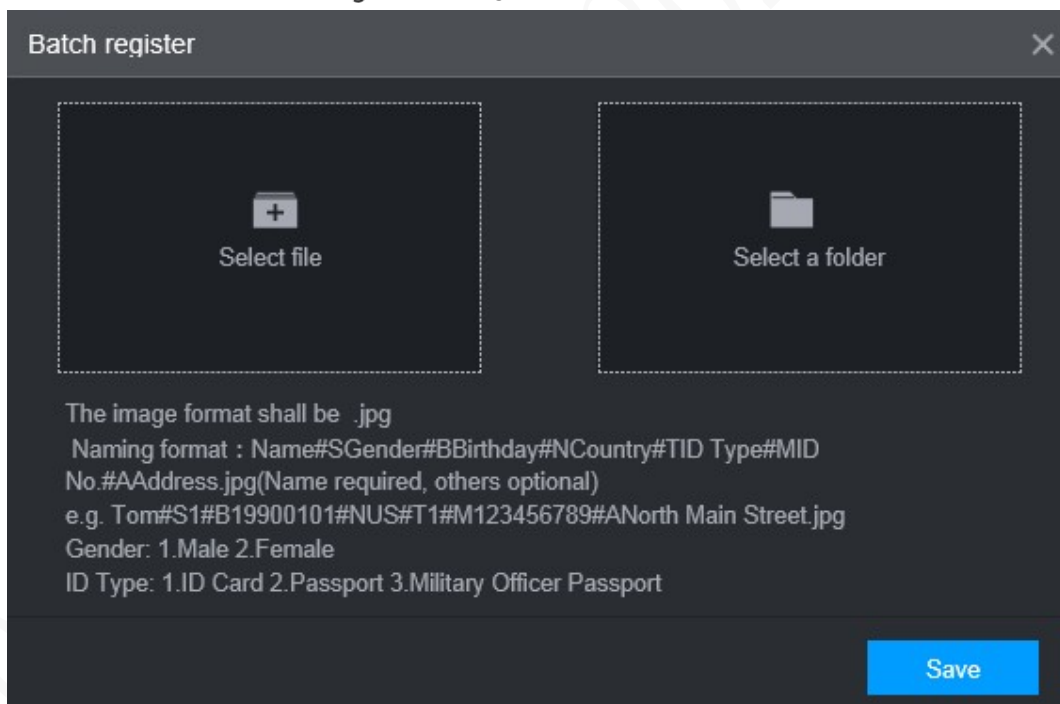 Batch register
Select file
Select a folder
The image format shall be .jpg
Naming format : Name#SGender#BBirthday#NCountry#TID Type#MID
No.#AAddress.jpg(Name required, others optional)
e.g. Tom#S1#B19900101#NUS#T1#M123456789#ANorth Main Street.jpg
Gender: 1.Male 2.Female
ID Type: 1.ID Card 2.Passport 3.Military Officer Passport
Save